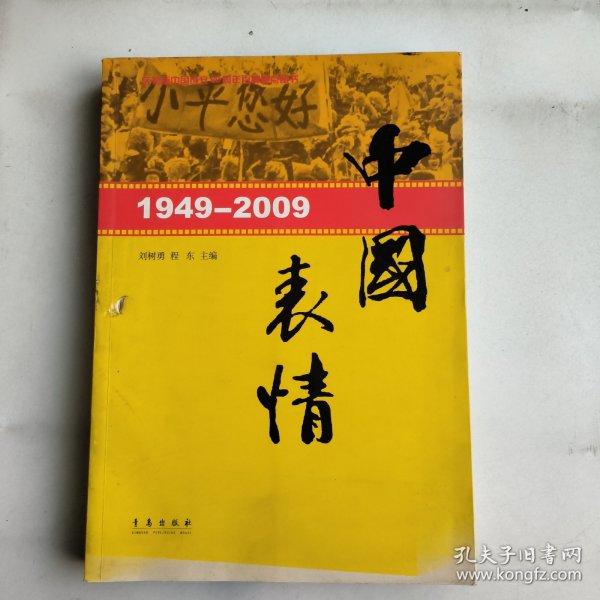 小平您好
1949–2009
中國
表情
刘树勇 程 东 主编
青岛出版社
孔夫子旧书网
www.kongfz.com